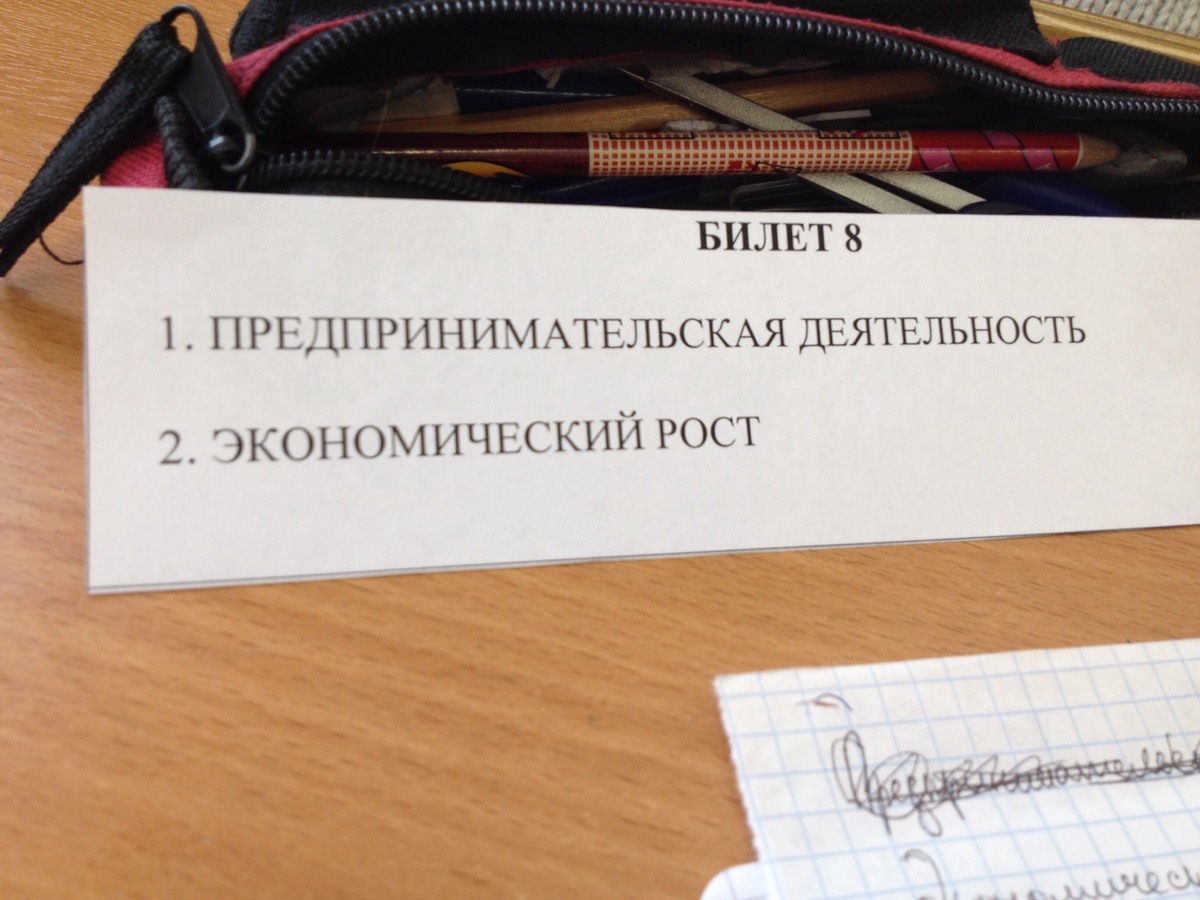 БИЛЕТ 8
1. ПРЕДПРИНИМАТЕЛЬСКАЯ ДЕЯТЕЛЬНОСТЬ
2. ЭКОНОМИЧЕСКИЙ РОСТ